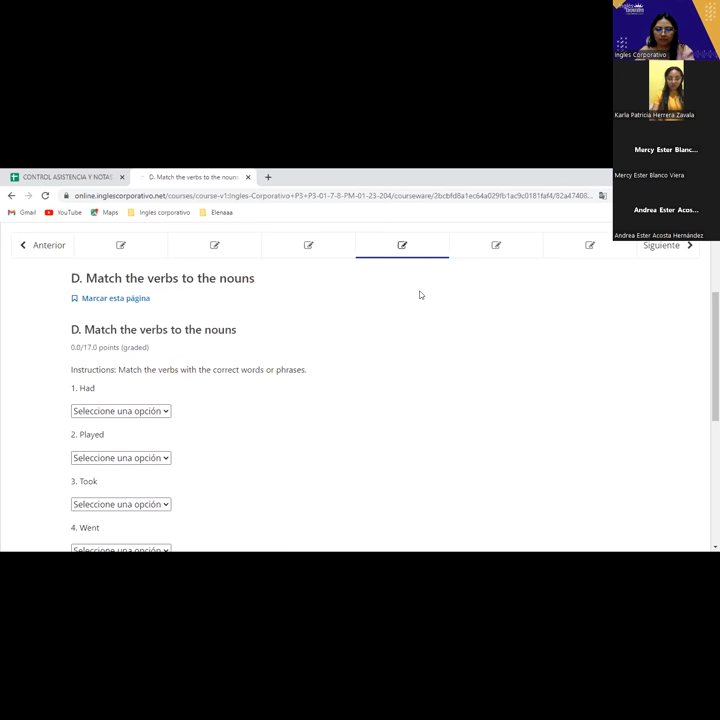 Ingles Corporativo
Karla Patricia Herrera Zavala
Mercy Ester Blanc...
Mercy Ester Blanco Viera
Andrea Ester Acos...
Andrea Ester Acosta Hernández
CONTROL ASISTENCIA Y NOTAS
D. Match the verbs to the nouns
online.inglescorporativo.net/courses/course-v1:Ingles-Corporativo+P3+P3-01-7-8-PM-01-23-204/courseware/2bcbfd8a1ec64a029fb1ac9c0181faf4/82a47408...
Gmail YouTube Maps Ingles corporativo Elenaaa
Anterior
Siguiente
D. Match the verbs to the nouns
Marcar esta página
D. Match the verbs to the nouns
0.0/17.0 points (graded)
Instructions: Match the verbs with the correct words or phrases.
1. Had
Seleccione una opción
2. Played
Seleccione una opción
3. Took
Seleccione una opción
4. Went
Seleccione una opción